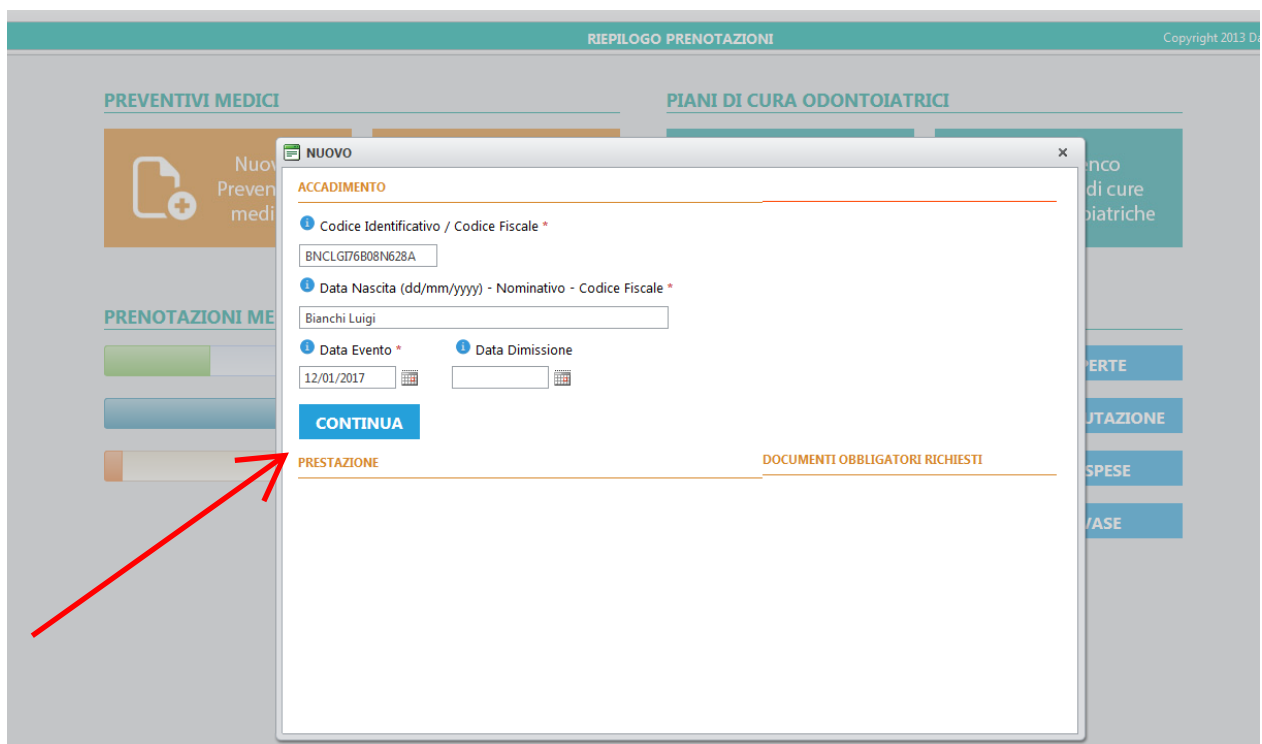 RIEPILOGO PRENOTAZIONI
Copyright 2013
PREVENTIVI MEDICI
PIANI DI CURA ODONTOIATRICI
NUOVO
ACCADIMENTO
Codice Identificativo / Codice Fiscale *
BNCLGI76B08N628A
Data Nascita (dd/mm/yyyy) - Nominativo - Codice Fiscale *
Bianchi Luigi
Data Evento *
Data Dimissione
12/01/2017
CONTINUA
PRESTAZIONE
DOCUMENTI OBBLIGATORI RICHIESTI
Nuov
Preven
medi
nco
di cure
oiatriche
PRENOTAZIONI ME
PERTE
UTAZIONE
SPESE
VASE